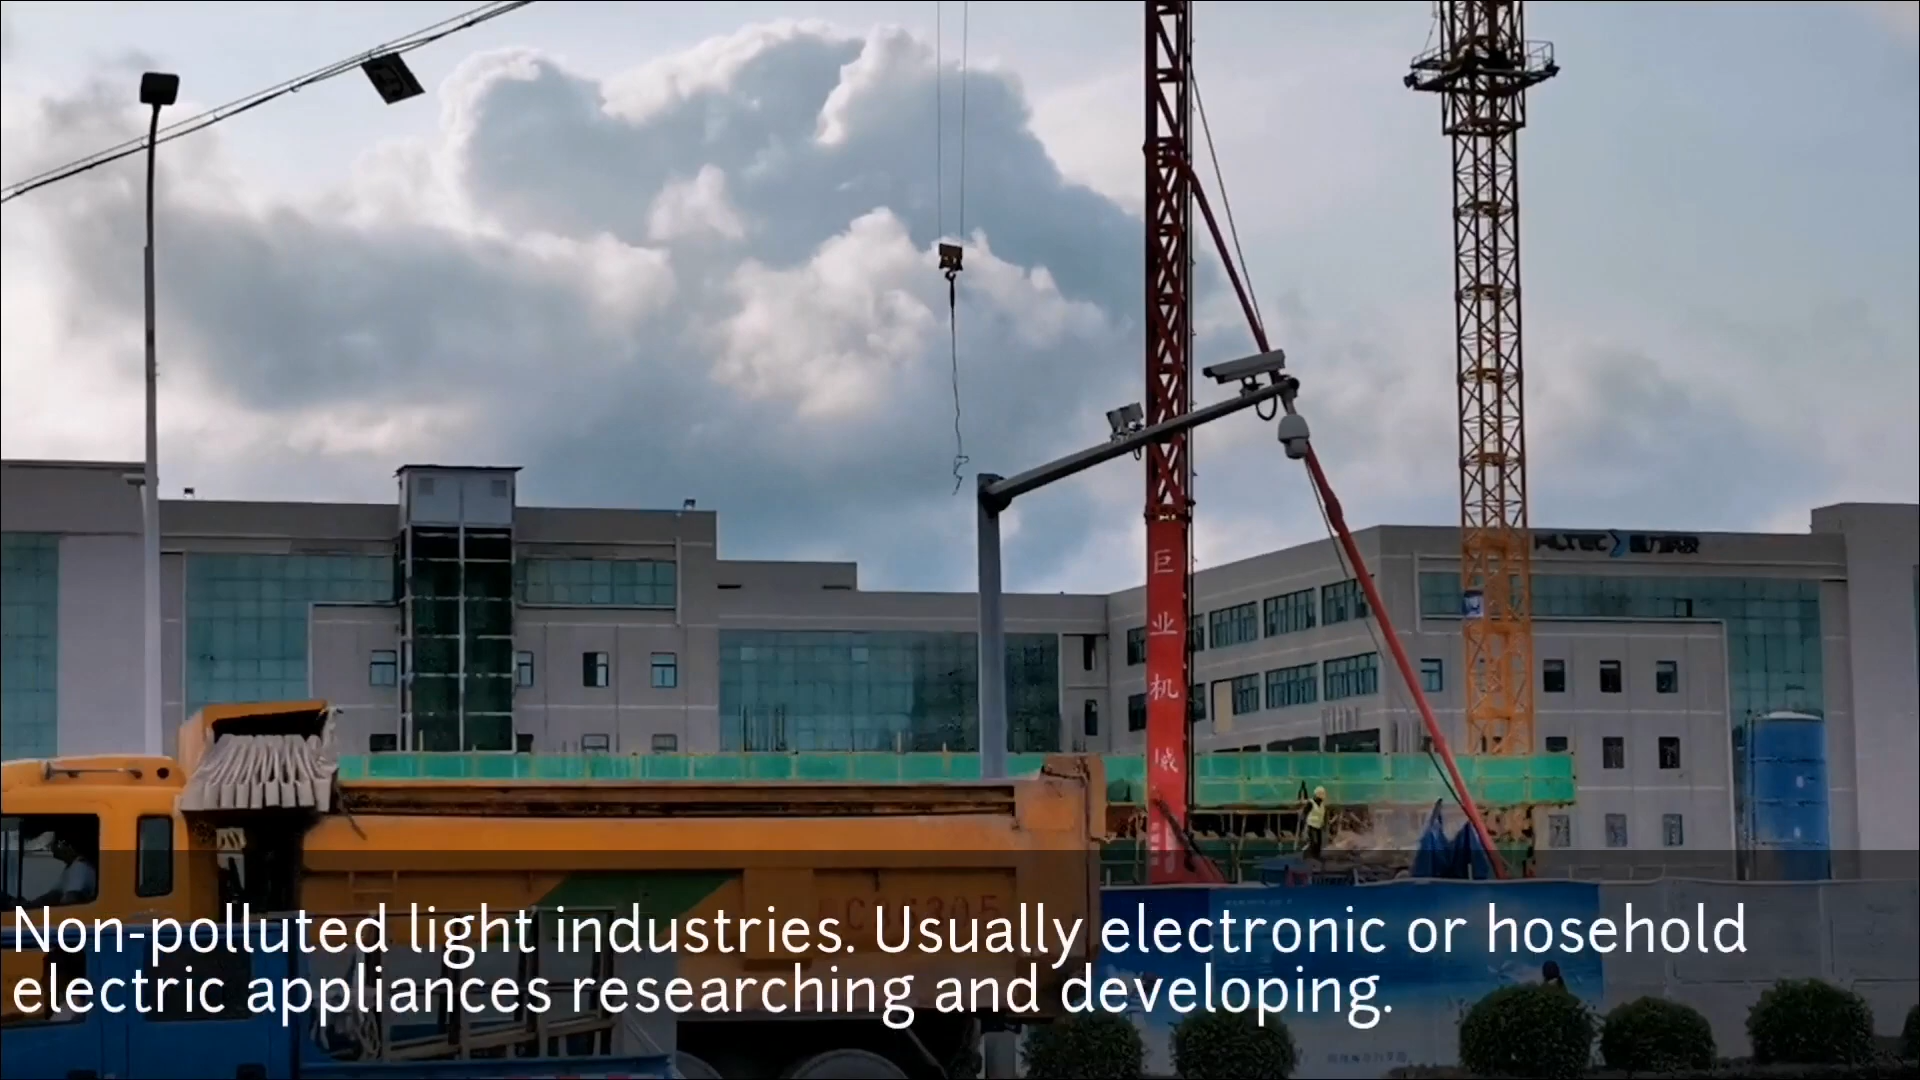 巨
业
机
械
Non-polluted light industries. Usually electronic or hosehold
electric appliances researching and developing.